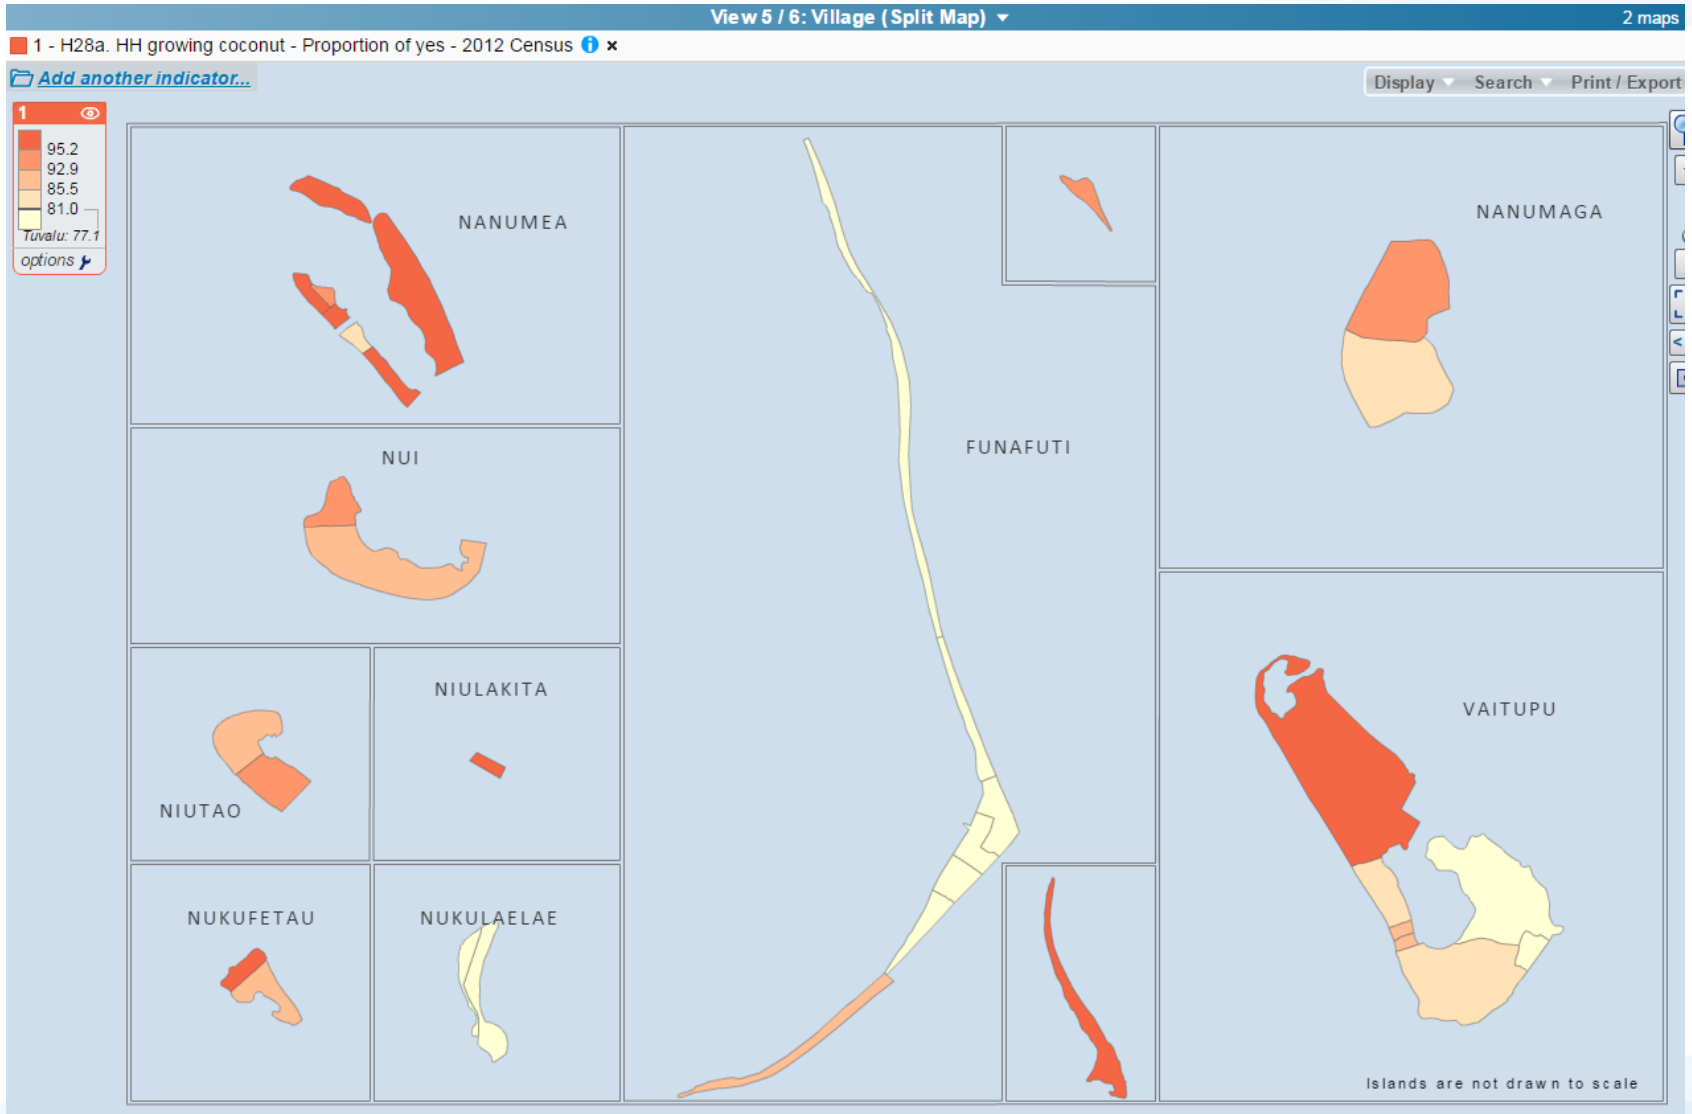 View 5 / 6: Village (Split Map)
2 maps
1 - H28a. HH growing coconut - Proportion of yes - 2012 Census
Add another indicator...
Display Search Print / Export
1
95.2
92.9
85.5
81.0
Tuvalu: 77.1
options
NANUMEA
NANUMAGA
FUNAFUTI
NUI
NIULAKITA
VAITUPU
NIUTAO
NUKUFETAU
NUKULAELAE
Islands are not drawn to scale